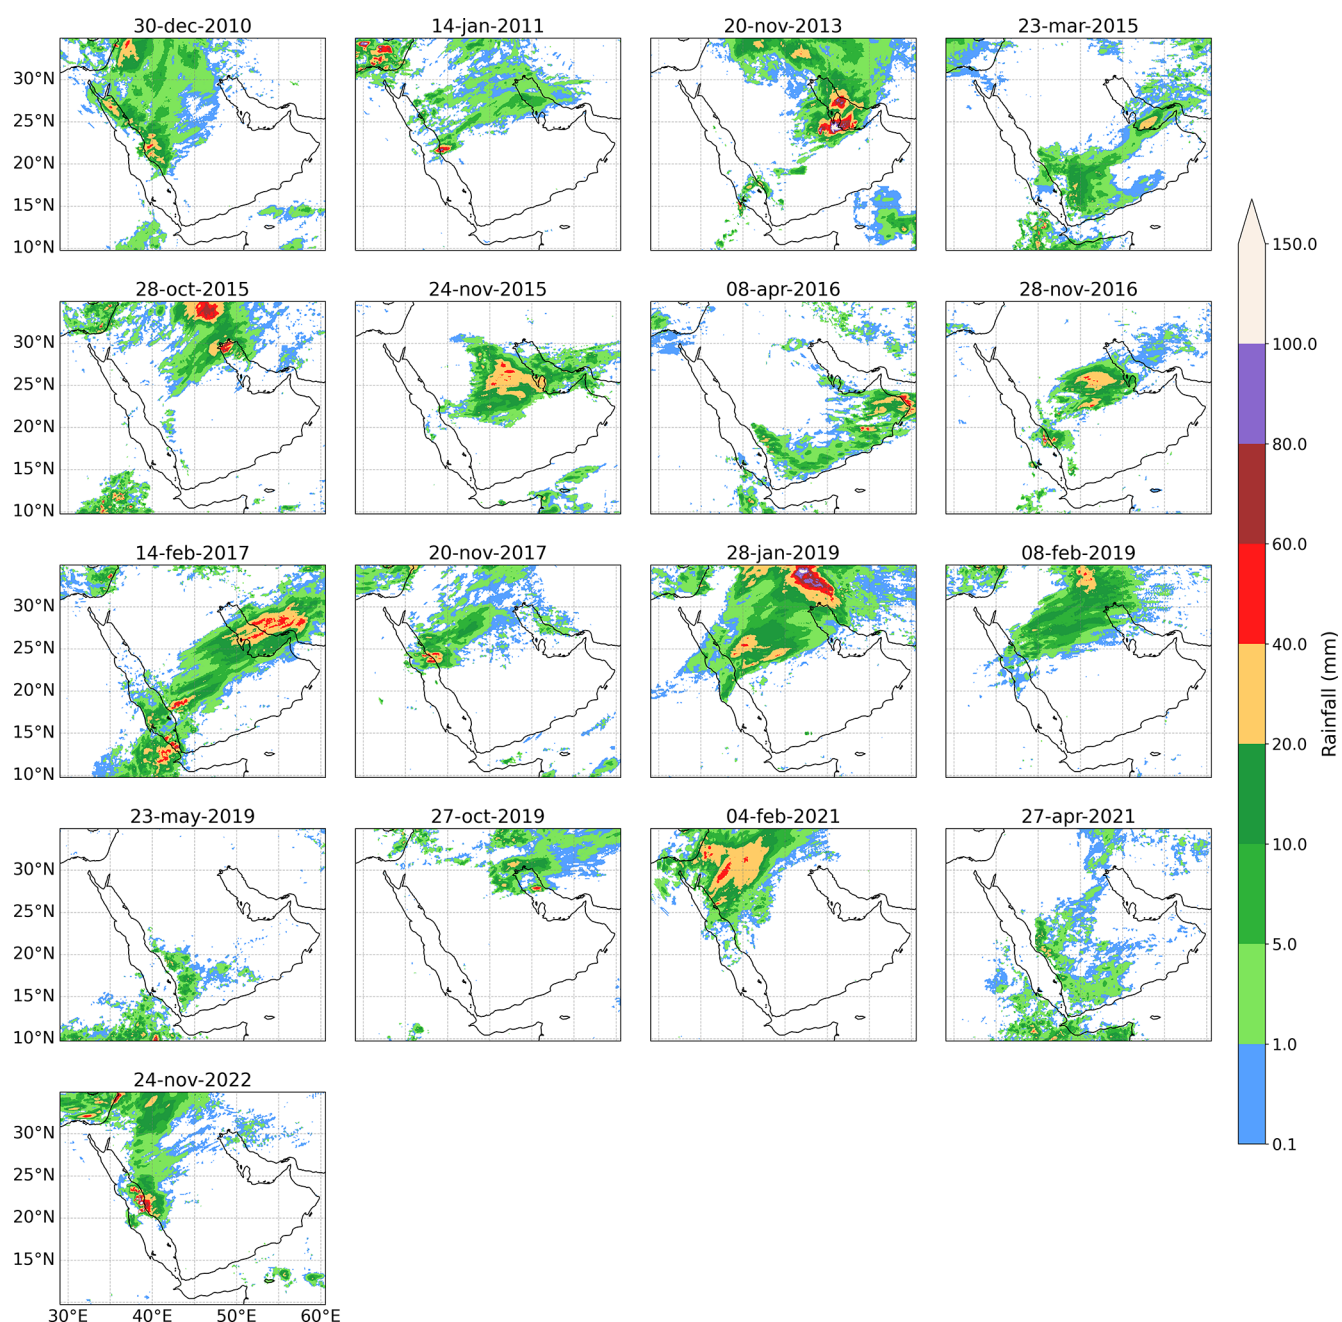 30-dec-2010
14-jan-2011
20-nov-2013
23-mar-2015
30°N
25°N
20°N
15°N
10°N
28-oct-2015
24-nov-2015
08-apr-2016
28-nov-2016
30°N
25°N
20°N
15°N
10°N
14-feb-2017
20-nov-2017
28-jan-2019
08-feb-2019
30°N
25°N
20°N
15°N
10°N
23-may-2019
27-oct-2019
04-feb-2021
27-apr-2021
30°N
25°N
20°N
15°N
10°N
24-nov-2022
30°N
25°N
20°N
15°N
30°E 40°E 50°E 60°E
150.0
100.0
80.0
60.0
40.0
20.0
10.0
5.0
1.0
0.1
Rainfall (mm)